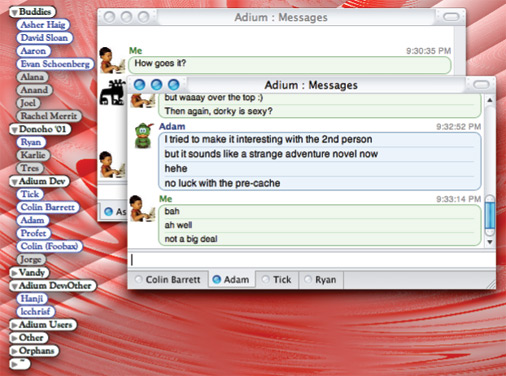 Buddies
Asher Haig
David Sloan
Aaron
Evan Schoenberg
Alana
Anand
Joel
Rachel Merrit
Donoho '01
Ryan
Karlie
Tres
Adium Dev
Tick
Colin Barrett
Adam
Profet
Colin (Foobax)
Jorge
Vandy
Adium DevOther
Hanji
lcchrisf
Adium Users
Other
Orphans
Adium : Messages
Me 9:30:35 PM
How goes it?
As
Adium : Messages
but waaay over the top :)
Then again, dorky is sexy?
Adam 9:32:52 PM
I tried to make it interesting with the 2nd person
but it sounds like a strange adventure novel now
hehe
no luck with the pre-cache
Me 9:33:14 PM
bah
ah well
not a big deal
Colin Barrett Adam Tick Ryan